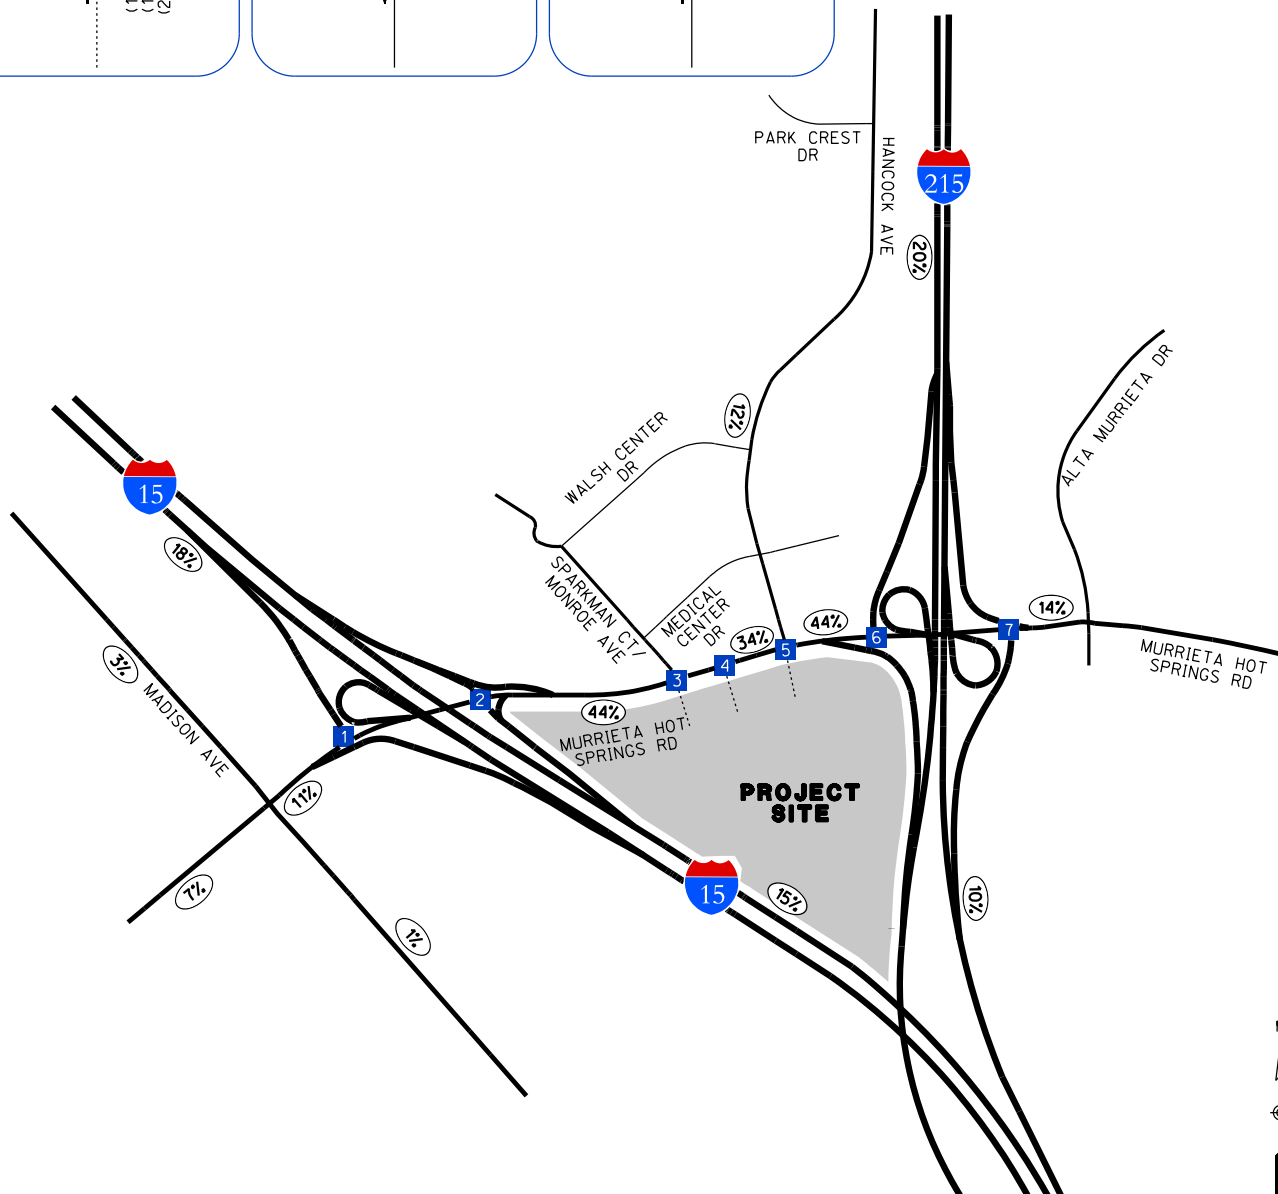 PARK CREST
DR
HANCOCK AVE
215
20%
ALTA MURRIETA DR
12%
WALSH CENTER
DR
15
18%
SPARKMAN CT/
MONROE AVE
MEDICAL
CENTER
DR
34%
44%
14%
7
6
5
4
3
2
1
MURRIETA HOT
SPRINGS RD
3%
MADISON AVE
44%
MURRIETA HOT
SPRINGS RD
PROJECT
SITE
11%
7%
1%
15
15%
10%